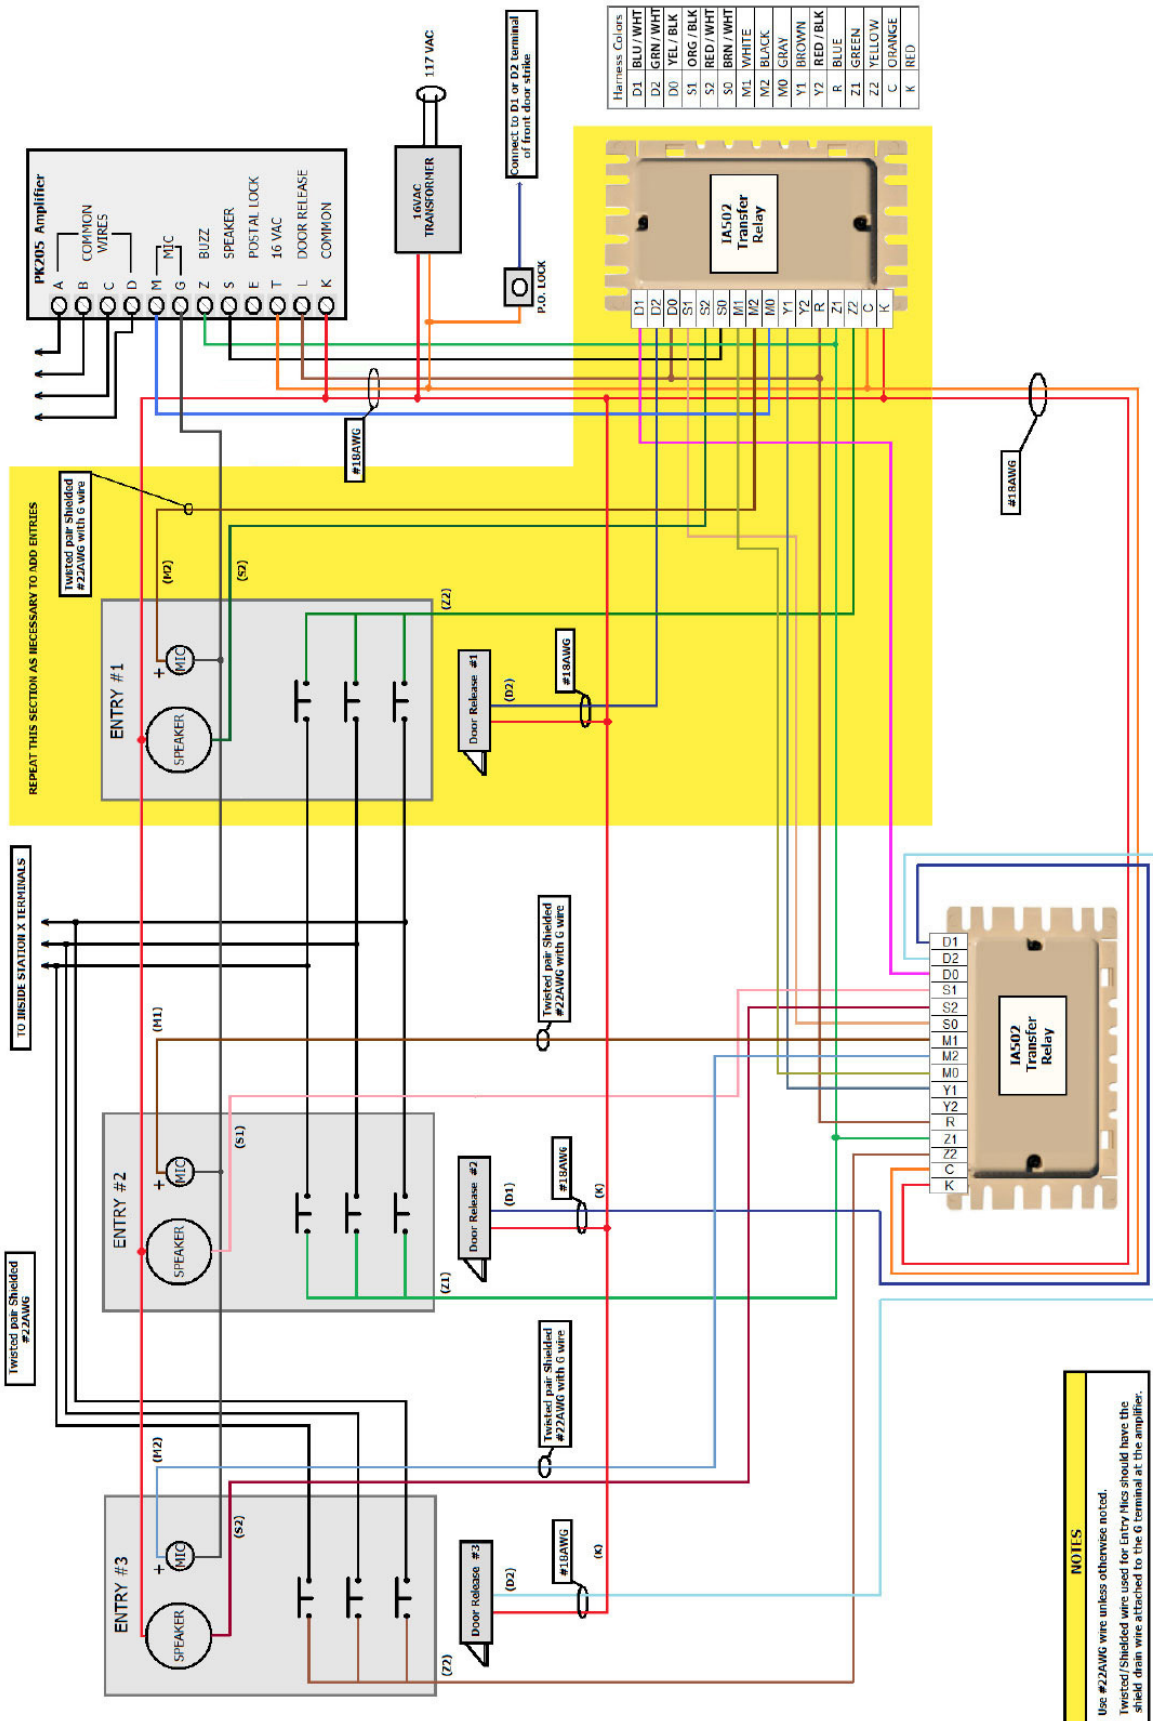 PK205 Amplifier
A
B
C
D
COMMON
WIRES
M
G
MIC
Z BUZZ
S SPEAKER
E POSTAL LOCK
T 16 VAC
L DOOR RELEASE
K COMMON
16VAC
TRANSFORMER
117 VAC
Connect to D1 or D2 terminal
of front door strike
P.O. LOCK
Harness Colors
D1 BLU / WHT
D2 GRN / WHT
D0 YEL / BLK
S1 ORG / BLK
S2 RED / WHT
S0 BRN / WHT
M1 WHITE
M2 BLACK
M0 GRAY
Y1 BROWN
Y2 RED / BLK
R BLUE
Z1 GREEN
Z2 YELLOW
C ORANGE
K RED
IA502
Transfer
Relay
D1
D2
D0
S1
S2
S0
M1
M2
M0
Y1
Y2
R
Z1
Z2
C
K
#18AWG
#18AWG
REPEAT THIS SECTION AS NECESSARY TO ADD ENTRIES
Twisted pair Shielded
#22AWG with G wire
(M2)
(S2)
ENTRY #1
+
MIC
SPEAKER
(Z2)
Door Release #1
(D2)
#18AWG
TO INSIDE STATION X TERMINALS
(M1)
Twisted pair Shielded
#22AWG with G wire
ENTRY #2
+
MIC
SPEAKER
(S1)
(Z1)
Door Release #2
(D1)
#18AWG
(K)
IA502
Transfer
Relay
D1
D2
D0
S1
S2
S0
M1
M2
M0
Y1
Y2
R
Z1
Z2
C
K
Twisted pair Shielded
#22AWG
(M2)
Twisted pair Shielded
#22AWG with G wire
ENTRY #3
+
MIC
SPEAKER
(S2)
(Z2)
Door Release #3
(D2)
#18AWG
(K)
NOTES
Use #22AWG wire unless otherwise noted.
Twisted/Shielded wire used for Entry Mics should have the
shield drain wire attached to the G terminal at the amplifier.